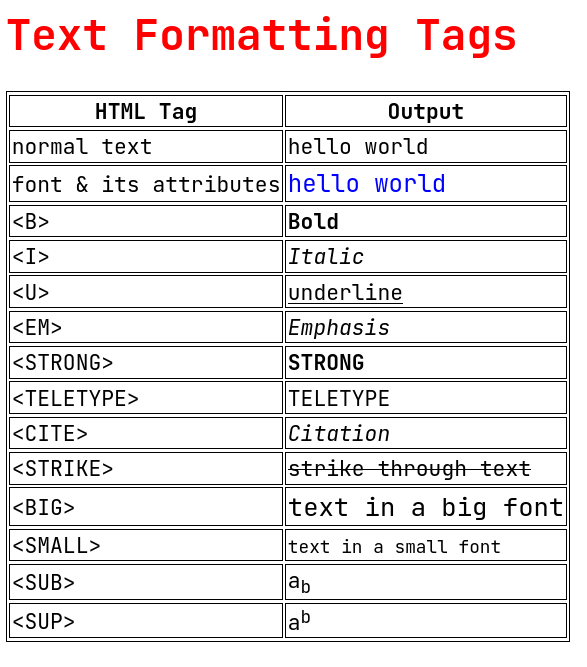 Text Formatting Tags
HTML Tag Output
normal text hello world
font & its attributes hello world
<B> Bold
<I> Italic
<U> underline
<EM> Emphasis
<STRONG> STRONG
<TELETYPE> TELETYPE
<CITE> Citation
<STRIKE> strike through text
<BIG> text in a big font
<SMALL> text in a small font
<SUB> ab
<SUP> ab